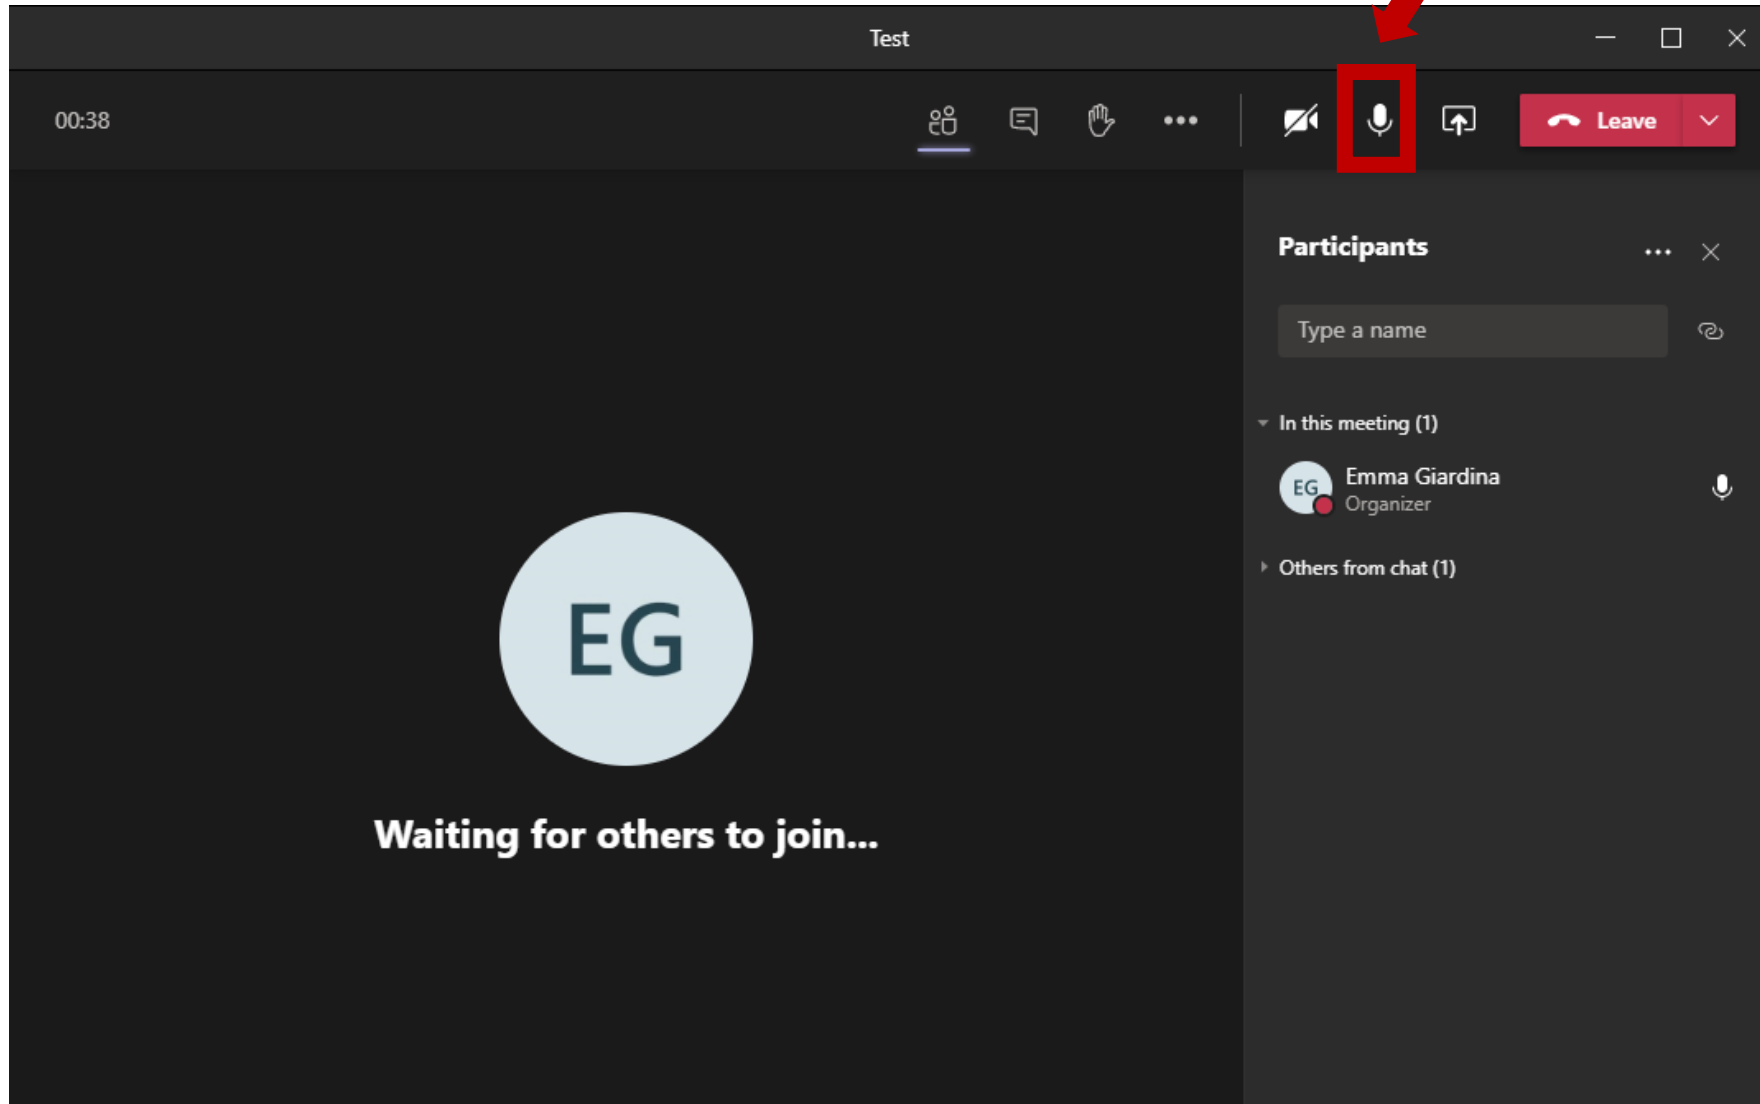 Test
00:38
Leave
Participants
Type a name
In this meeting (1)
EG
Emma Giardina
Organizer
Others from chat (1)
EG
Waiting for others to join...